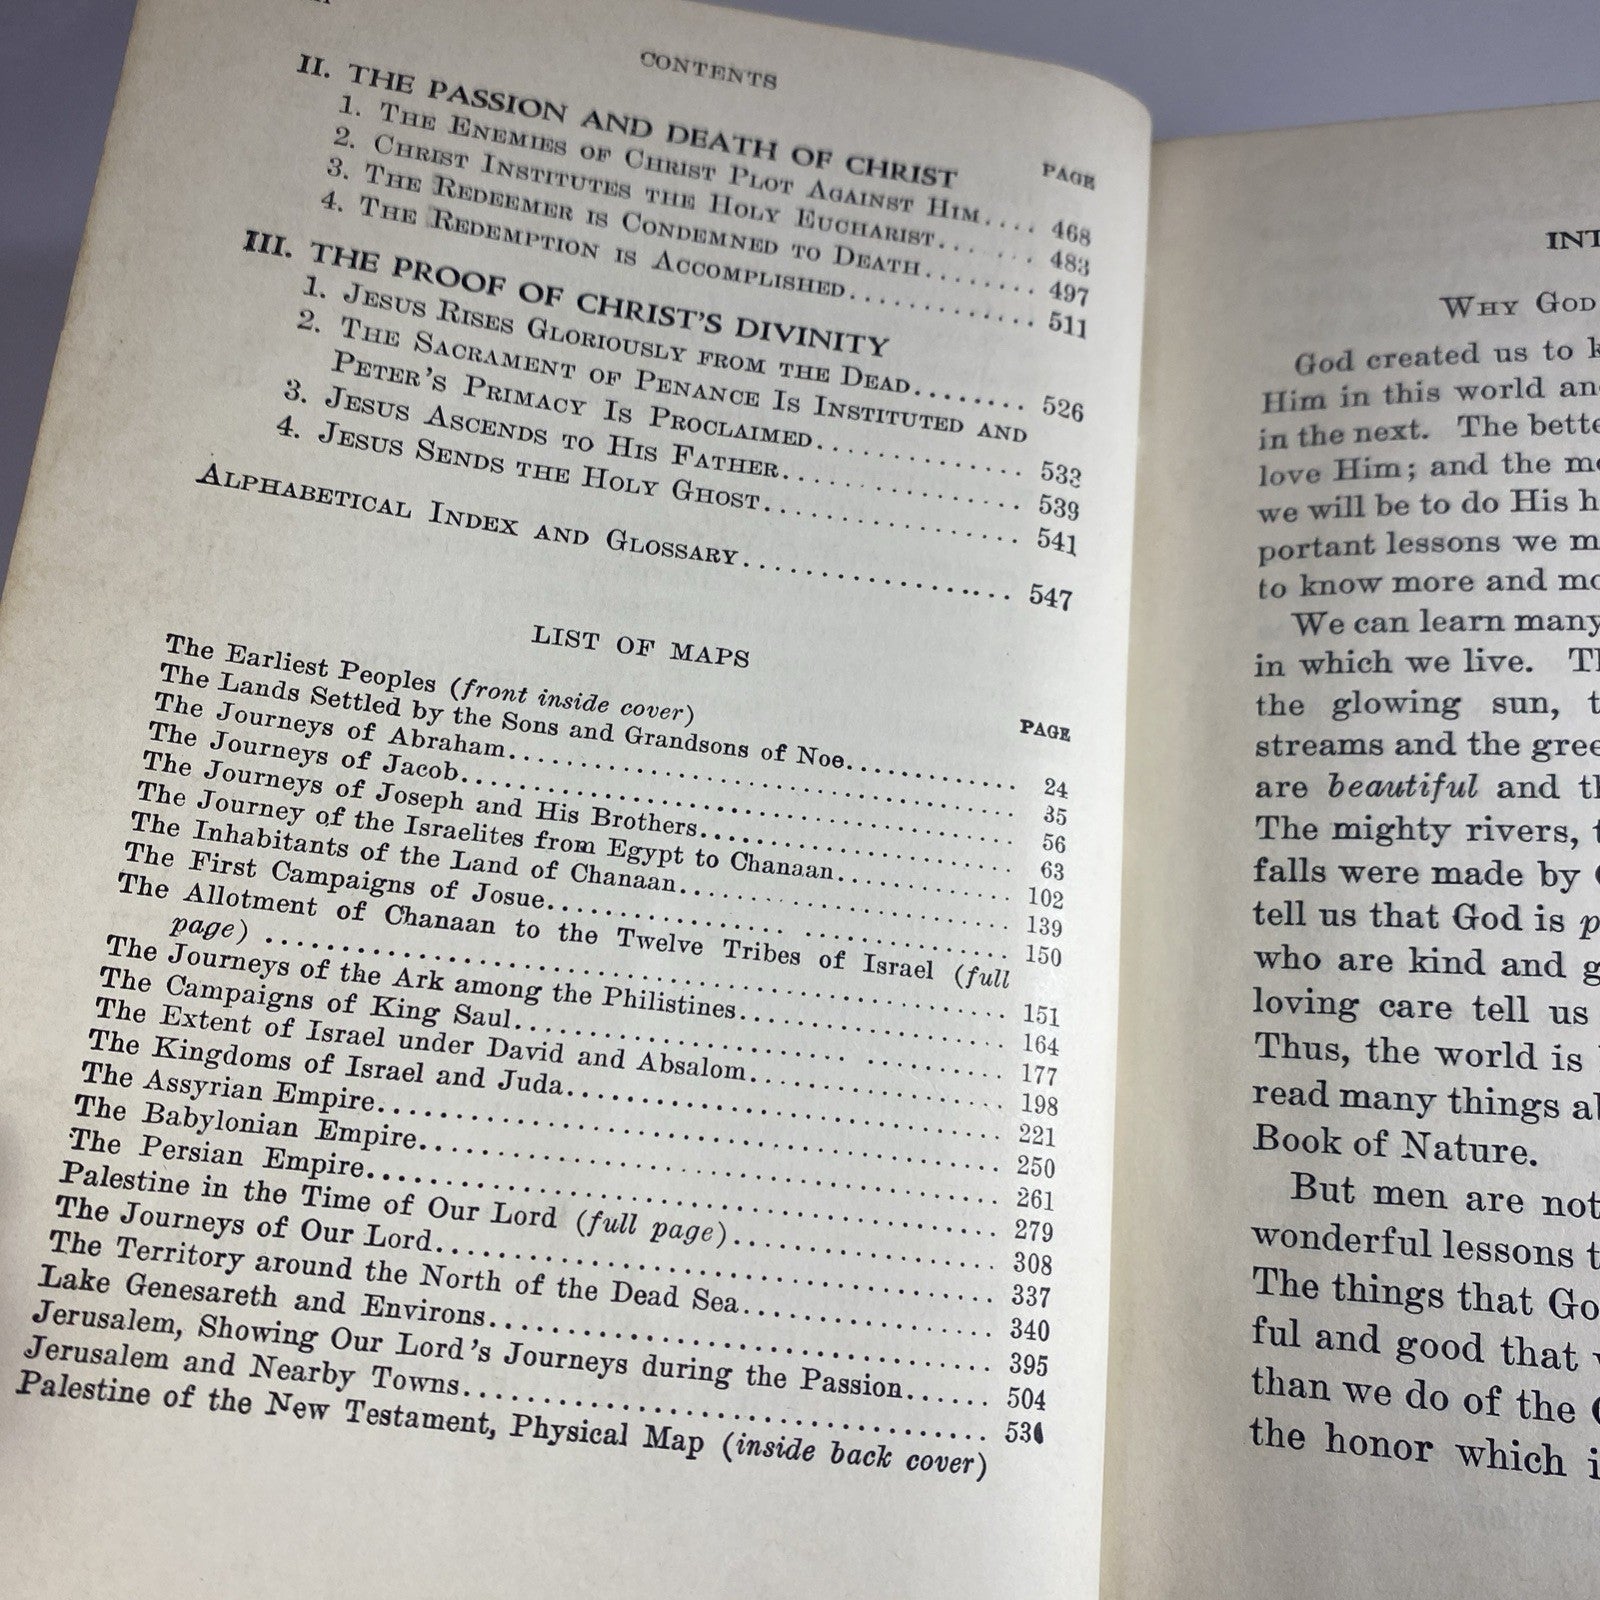 CONTENTS
II. THE PASSION AND DEATH OF CHRIST PAGE
1. The Enemies of Christ Plot Against Him.... 468
2. Christ Institutes the Holy Eucharist...... 483
3. The Redeemer is Condemned to Death........ 497
4. The Redemption is Accomplished............ 511
III. THE PROOF OF CHRIST'S DIVINITY
1. Jesus Rises Gloriously from the Dead........ 526
2. The Sacrament of Penance Is Instituted and
Peter's Primacy Is Proclaimed.............. 533
3. Jesus Ascends to His Father................ 539
4. Jesus Sends the Holy Ghost................. 541
Alphabetical Index and Glossary.................. 547
LIST OF MAPS
The Earliest Peoples (front inside cover)
PAGE
The Lands Settled by the Sons and Grandsons of Noe............. 24
The Journeys of Abraham.................................... 35
The Journeys of Jacob...................................... 56
The Journeys of Joseph and His Brothers........................ 63
The Journey of the Israelites from Egypt to Chanaan............. 102
The Inhabitants of the Land of Chanaan......................... 139
The First Campaigns of Josue................................... 150
The Allotment of Chanaan to the Twelve Tribes of Israel (full
page) ........................................ 151
The Journeys of the Ark among the Philistines.................... 164
The Campaigns of King Saul..................................... 177
The Extent of Israel under David and Absalom................... 198
The Kingdoms of Israel and Juda................................ 221
The Assyrian Empire............................................ 250
The Babylonian Empire.......................................... 261
The Persian Empire............................................. 279
Palestine in the Time of Our Lord (full page)................... 308
The Journeys of Our Lord....................................... 337
The Territory around the North of the Dead Sea................. 340
Lake Genesareth and Environs................................... 395
Jerusalem, Showing Our Lord's Journeys during the Passion...... 504
Jerusalem and Nearby Towns..................................... 53
Palestine of the New Testament, Physical Map (inside back cover)
INT
Why God
God created us to k
Him in this world and
in the next. The bette
love Him; and the mo
we will be to do His h
portant lessons we m
to know more and mo
We can learn many
in which we live. Th
the glowing sun, t
streams and the gree
are beautiful and th
The mighty rivers, t
falls were made by G
tell us that God is p
who are kind and g
loving care tell us
Thus, the world is
read many things ab
Book of Nature.
But men are not
wonderful lessons t
The things that Go
ful and good that w
than we do of the C
the honor which i